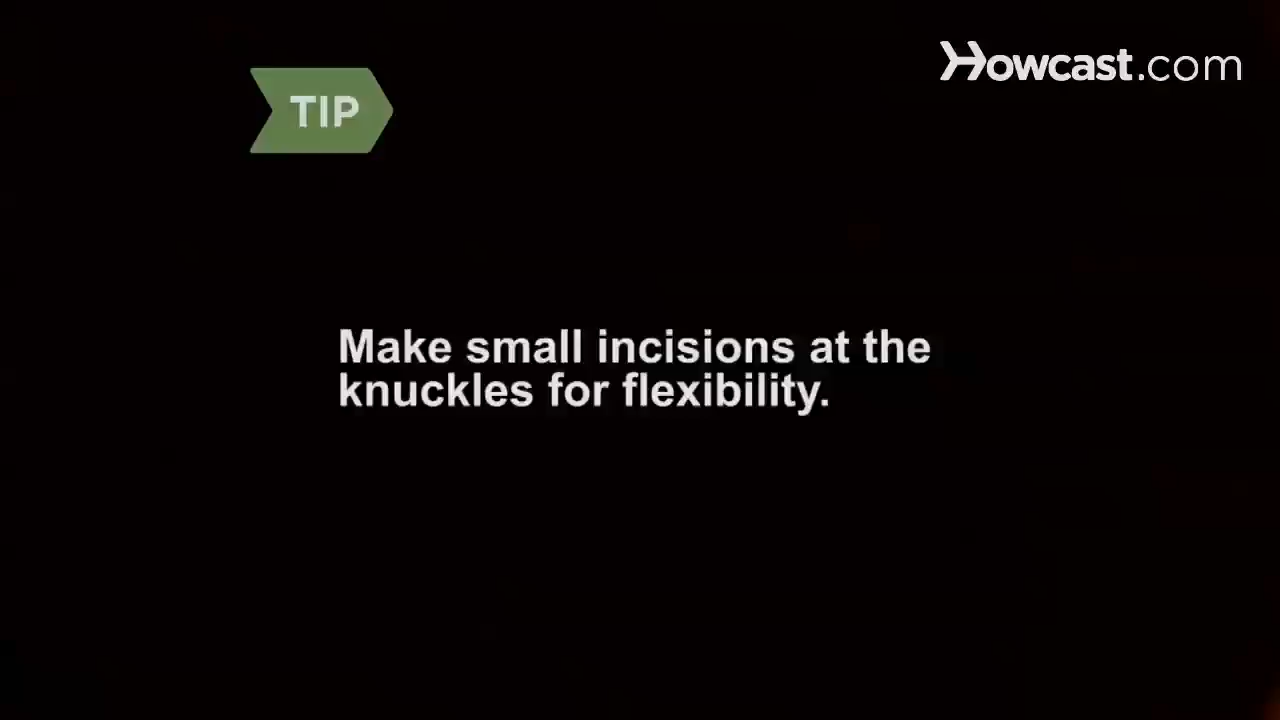 Howcast.com
TIP
Make small incisions at the
knuckles for flexibility.